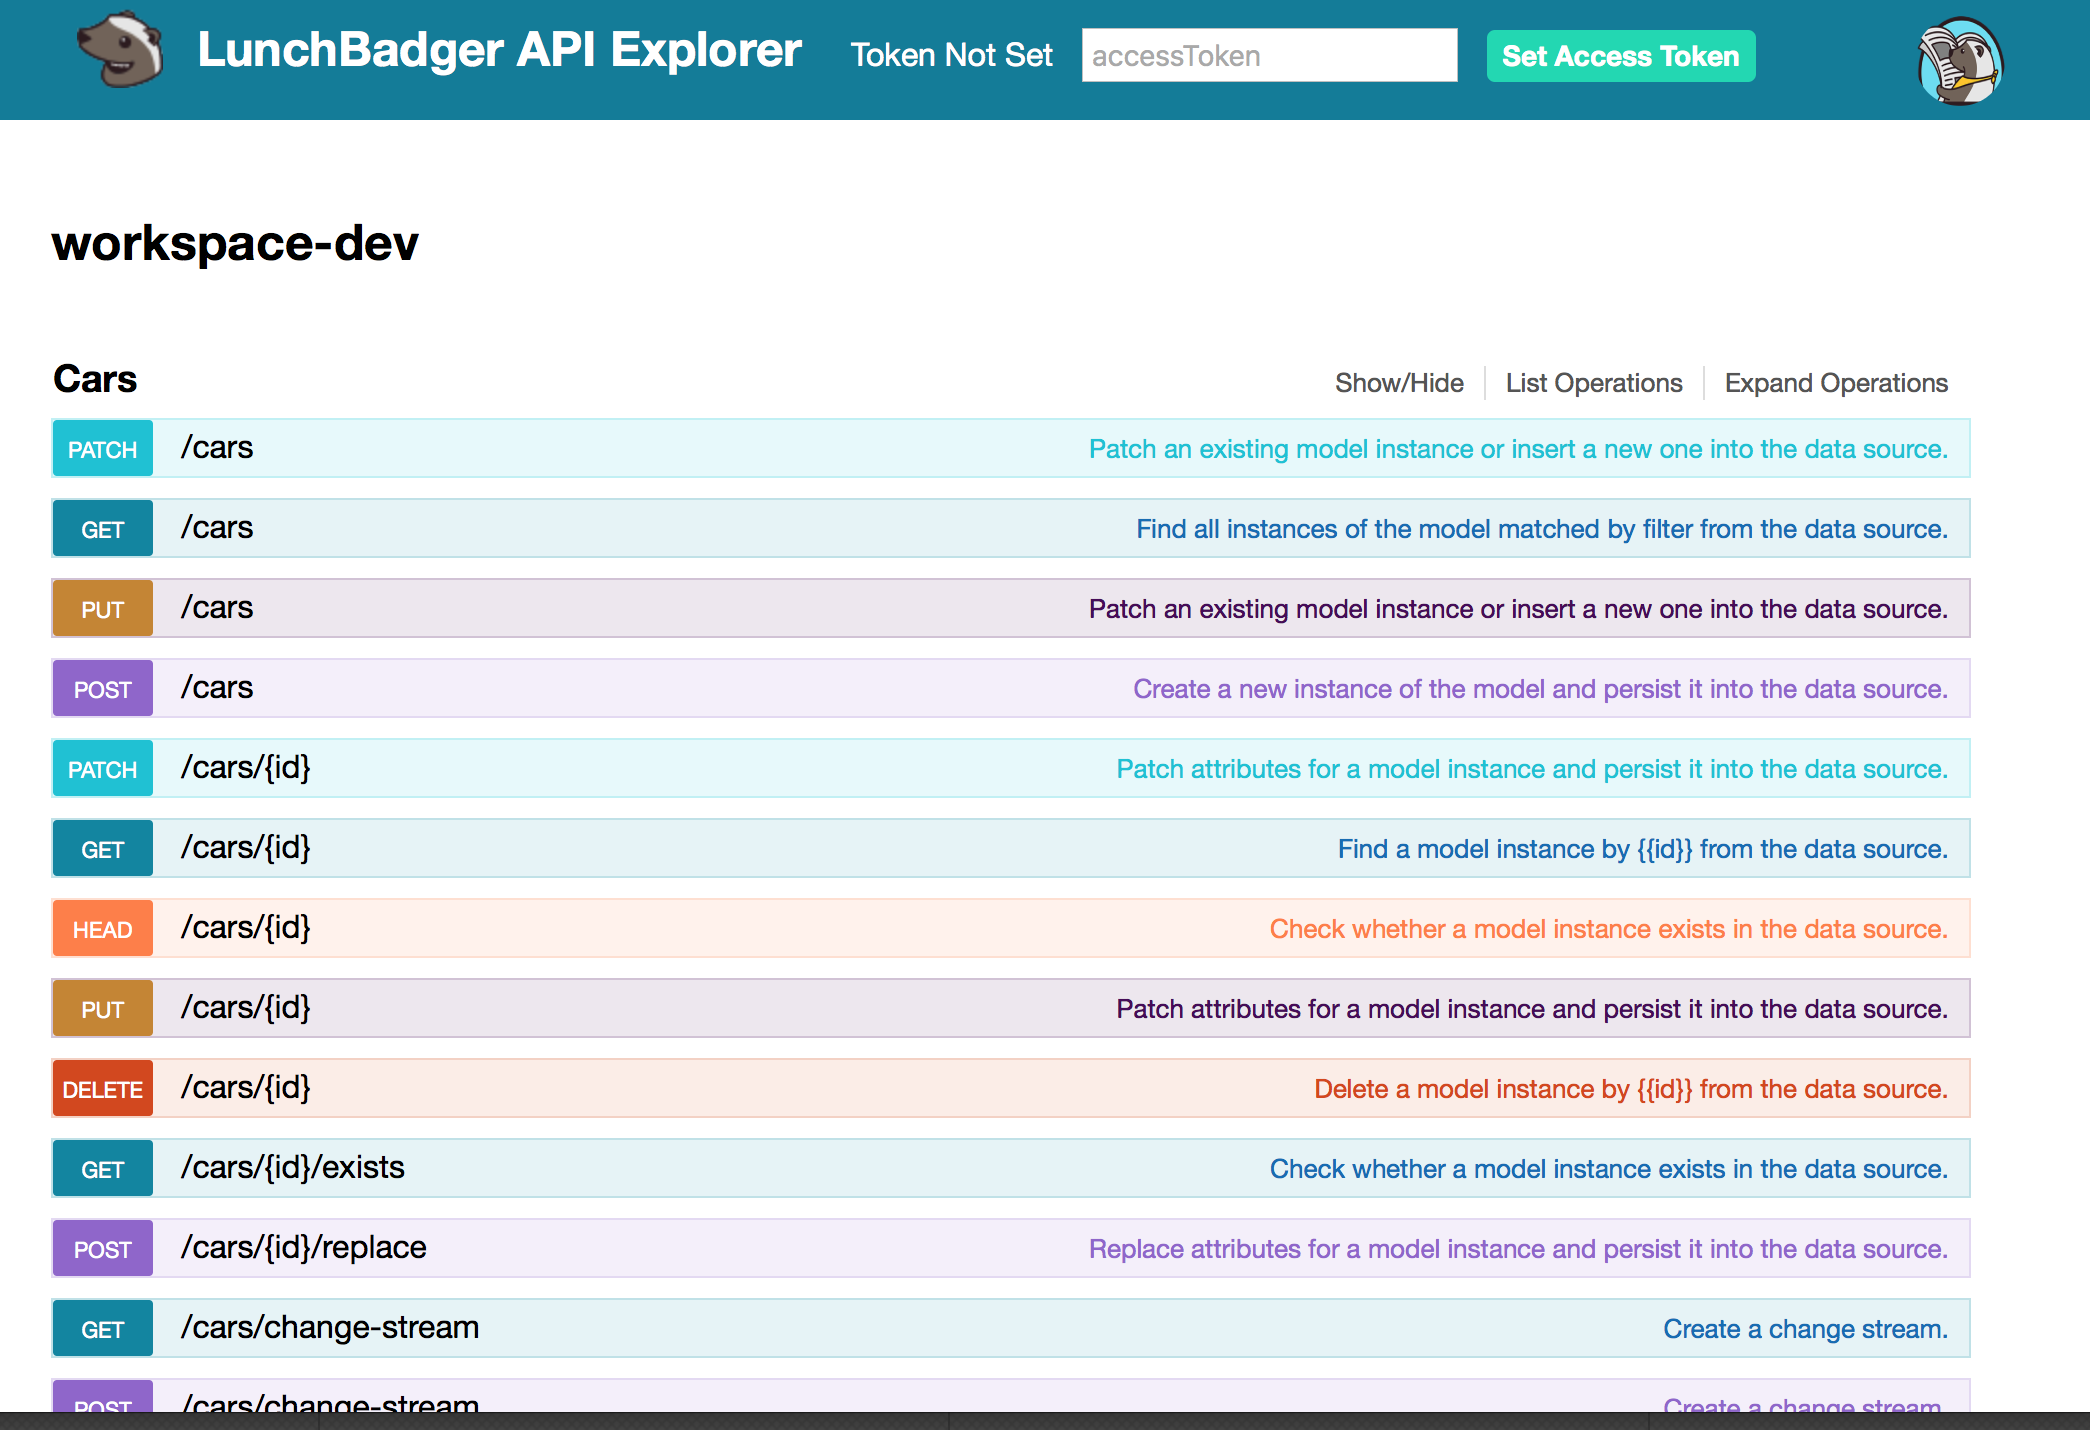 LunchBadger API Explorer Token Not Set accessToken Set Access Token
workspace-dev
Cars Show/Hide List Operations Expand Operations
PATCH /cars Patch an existing model instance or insert a new one into the data source.
GET /cars Find all instances of the model matched by filter from the data source.
PUT /cars Patch an existing model instance or insert a new one into the data source.
POST /cars Create a new instance of the model and persist it into the data source.
PATCH /cars/{id} Patch attributes for a model instance and persist it into the data source.
GET /cars/{id} Find a model instance by {{id}} from the data source.
HEAD /cars/{id} Check whether a model instance exists in the data source.
PUT /cars/{id} Patch attributes for a model instance and persist it into the data source.
DELETE /cars/{id} Delete a model instance by {{id}} from the data source.
GET /cars/{id}/exists Check whether a model instance exists in the data source.
POST /cars/{id}/replace Replace attributes for a model instance and persist it into the data source.
GET /cars/change-stream Create a change stream.
POST /cars/change-stream Create a change stream